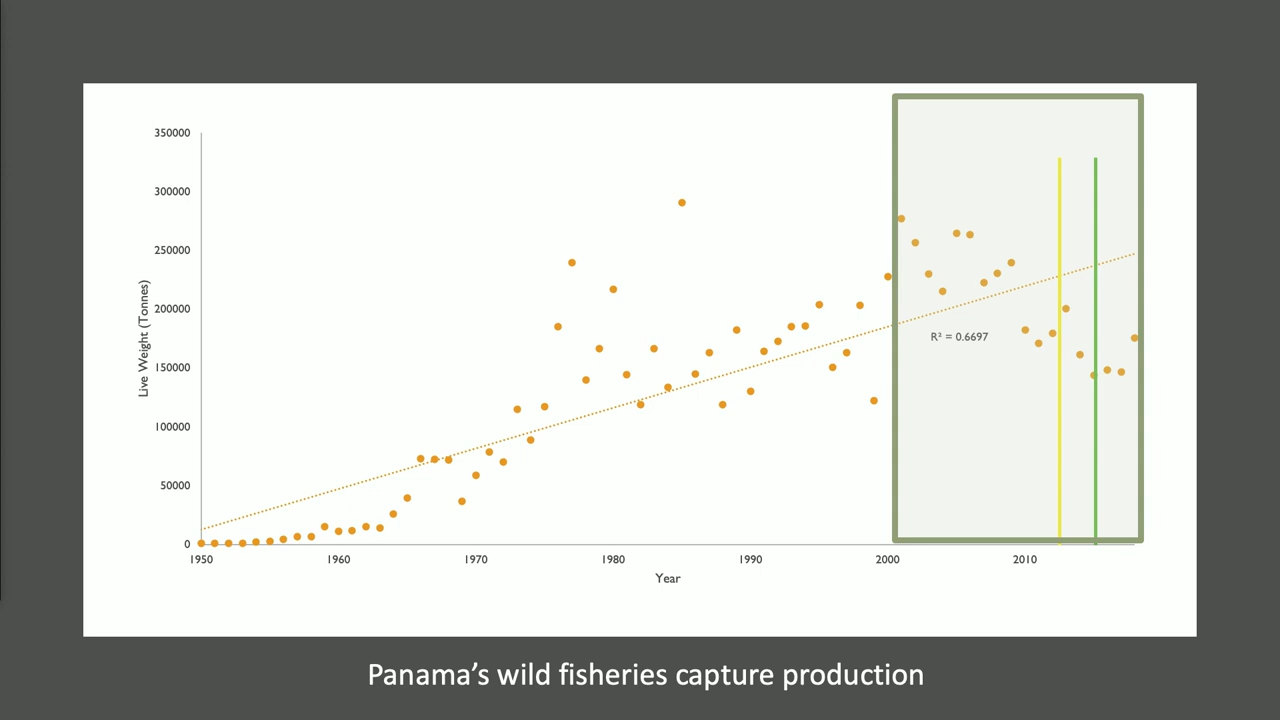 350000
300000
250000
200000
150000
100000
50000
0
Live Weight (Tonnes)
R² = 0.6697
1950 1960 1970 1980 1990 2000 2010
Year
Panama’s wild fisheries capture production